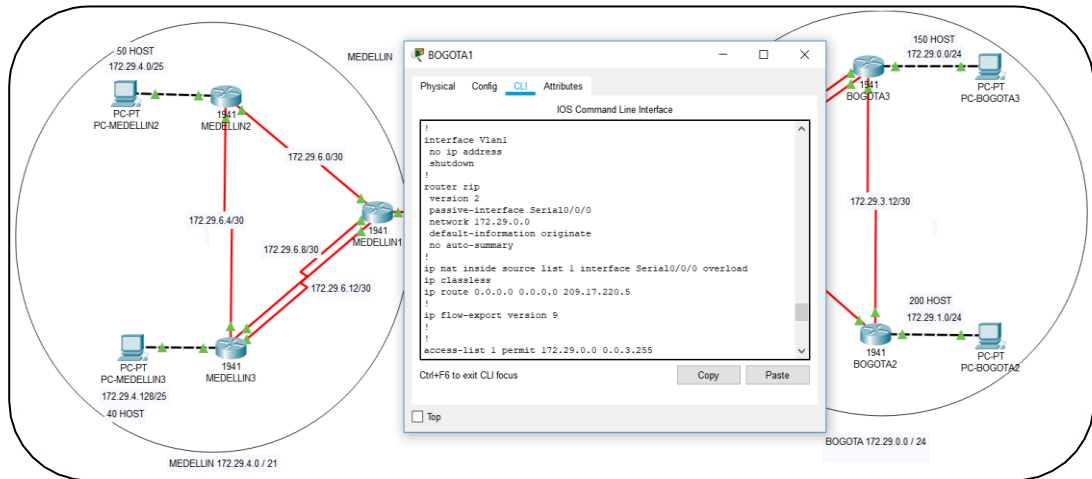 50 HOST
172.29.4.0/25
PC-PT
PC-MEDELLIN2
1941
MEDELLIN2
MEDELLIN
172.29.6.0/30
172.29.6.4/30
1941
MEDELLIN1
172.29.6.8/30
172.29.6.12/30
PC-PT
PC-MEDELLIN3
172.29.4.128/25
40 HOST
1941
MEDELLIN3
MEDELLIN 172.29.4.0 / 21
BOGOTA1
Physical Config CLI Attributes
IOS Command Line Interface
!
interface Vlan1
no ip address
shutdown
!
router rip
version 2
passive-interface Serial0/0/0
network 172.29.0.0
default-information originate
no auto-summary
!
ip nat inside source list 1 interface Serial0/0/0 overload
ip classless
ip route 0.0.0.0 0.0.0.0 209.17.220.5
!
ip flow-export version 9
!
!
access-list 1 permit 172.29.0.0 0.0.3.255
Ctrl+F6 to exit CLI focus
Copy
Paste
Top
150 HOST
172.29.0.0/24
1941
BOGOTA3
PC-PT
PC-BOGOTA3
172.29.3.12/30
200 HOST
172.29.1.0/24
1941
BOGOTA2
PC-PT
PC-BOGOTA2
BOGOTA 172.29.0.0 / 24